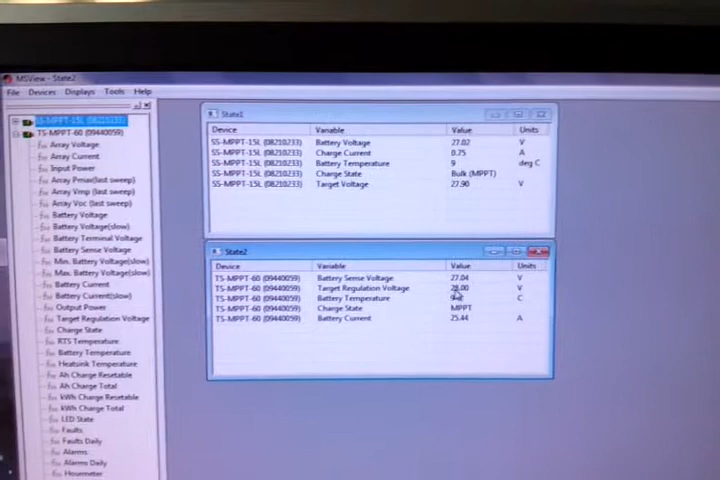 MSView - State2
File Devices Displays Tools Help
SS-MPPT-15L (08210233)
TS-MPPT-60 (09440059)
Array Voltage
Array Current
Input Power
Array Pmax(last sweep)
Array Vmp (last sweep)
Array Voc (last sweep)
Battery Voltage
Battery Voltage(slow)
Battery Terminal Voltage
Battery Sense Voltage
Min. Battery Voltage(slow)
Max. Battery Voltage(slow)
Battery Current
Battery Current(slow)
Output Power
Target Regulation Voltage
Charge State
RTS Temperature
Battery Temperature
Heatsink Temperature
Ah Charge Resetable
Ah Charge Total
kWh Charge Resetable
kWh Charge Total
LED State
Faults
Faults Daily
Alarms
Alarms Daily
Hourmeter
State1
Device Variable Value Units
SS-MPPT-15L (08210233) Battery Voltage 27.02 V
SS-MPPT-15L (08210233) Charge Current 0.75 A
SS-MPPT-15L (08210233) Battery Temperature 9 deg C
SS-MPPT-15L (08210233) Charge State Bulk (MPPT)
SS-MPPT-15L (08210233) Target Voltage 27.90 V
State2
Device Variable Value Units
TS-MPPT-60 (09440059) Battery Sense Voltage 27.04 V
TS-MPPT-60 (09440059) Target Regulation Voltage V
TS-MPPT-60 (09440059) Battery Temperature C
TS-MPPT-60 (09440059) Charge State MPPT
TS-MPPT-60 (09440059) Battery Current 25.44 A